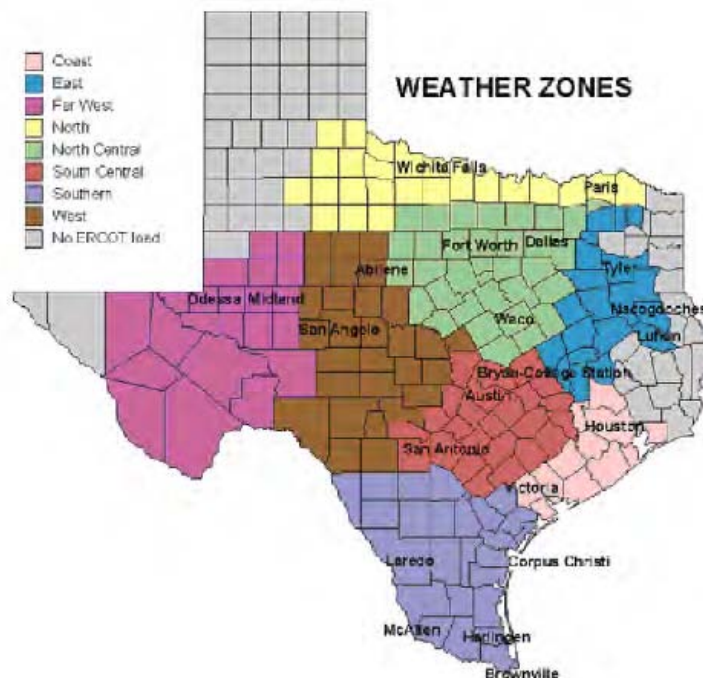 WEATHER ZONES
Coast
East
Far West
North
North Central
South Central
Southern
West
No ERCOT load
Wichita Falls
Paris
Fort Worth
Dallas
Abilene
Tyler
Odessa
Midland
Nacogdoches
San Angelo
Waco
Lufkin
Bryan-College Station
Austin
Houston
San Antonio
Victoria
Laredo
Corpus Christi
McAllen
Harlingen
Brownville